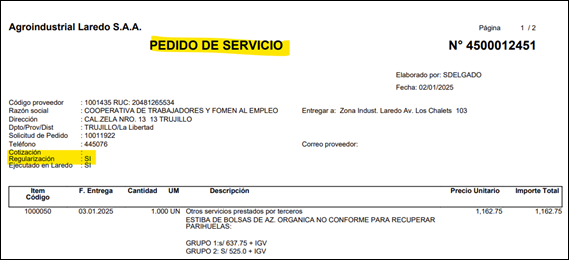 Agroindustrial Laredo S.A.A.
Página 1 / 2
PEDIDO DE SERVICIO
N° 4500012451
Elaborado por: SDELGADO
Fecha: 02/01/2025
Código proveedor : 1001435 RUC: 20481265534
Razón social : COOPERATIVA DE TRABAJADORES Y FOMEN AL EMPLEO
Entregar a: Zona Indust. Laredo Av. Los Chalets 103
Dirección : CAL.ZELA NRO. 13 13 TRUJILLO
Dpto/Prov/Dist : TRUJILLO/La Libertad
Solicitud de Pedido : 10011922
Teléfono : 445076
Correo proveedor:
Cotización :
Regularización : SI
Ejecutado en Laredo : SI
Item F. Entrega Cantidad UM Descripción Precio Unitario Importe Total
Código
1000050 03.01.2025 1.000 UN Otros servicios prestados por terceros 1,162.75 1,162.75
ESTIBA DE BOLSAS DE AZ. ORGANICA NO CONFORME PARA RECUPERAR
PARIHUELAS:
GRUPO 1:s/ 637.75 + IGV
GRUPO 2: S/ 525.0 + IGV